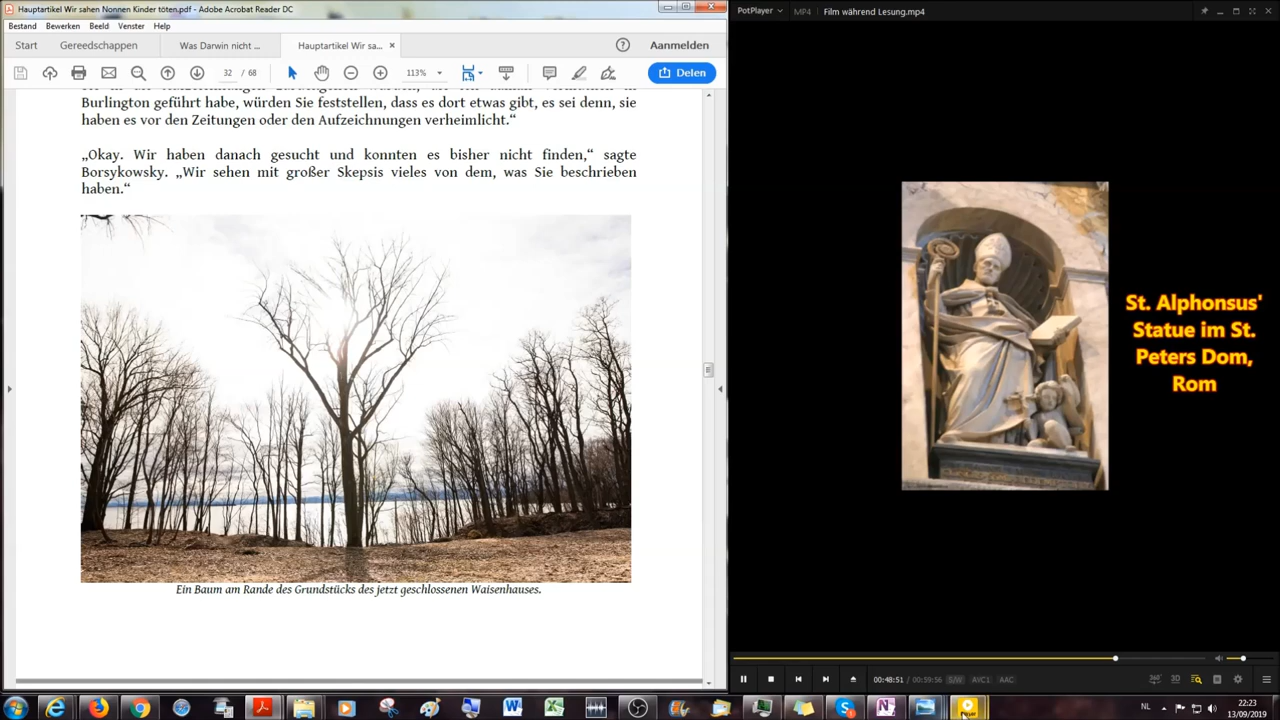 Hauptartikel Wir sahen Nonnen Kinder töten.pdf - Adobe Acrobat Reader DC
Bestand Bewerken Beeld Venster Help
Start Gereedschappen Was Darwin nicht ... Hauptartikel Wir sa... × Aanmelden
32 / 68 113% Delen
Burlington geführt habe, würden Sie feststellen, dass es dort etwas gibt, es sei denn, sie
haben es vor den Zeitungen oder den Aufzeichnungen verheimlicht.“
„Okay. Wir haben danach gesucht und konnten es bisher nicht finden,“ sagte
Borsykowsky. „Wir sehen mit großer Skepsis vieles von dem, was Sie beschrieben
haben.“
Ein Baum am Rande des Grundstücks des jetzt geschlossenen Waisenhauses.
PotPlayer MP4 Film während Lesung.mp4
St. Alphonsus'
Statue im St.
Peters Dom,
Rom
00:48:51 / 00:59:56 S/W AVC1 AAC
360° 3D
NL 22:23
13/09/2019